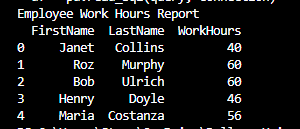 Employee Work Hours Report
FirstName LastName WorkHours
0 Janet Collins 40
1 Roz Murphy 60
2 Bob Ulrich 60
3 Henry Doyle 46
4 Maria Costanza 56